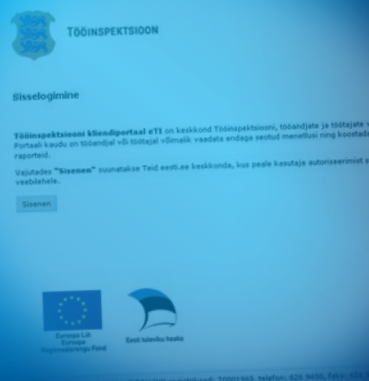 TÖÖINSPEKTSIOON
Sisselogimine
Tööinspektsiooni kliendiportaal eTI on keskkond Tööinspektsiooni, tööandjate ja töötajate
Portaali kaudu on tööandjal või töötajal võimalik vaadata endaga seotud menetlusi ning koostada
raporteid.
Vajutades "Sisenen" suunatakse Teid eesti.ee keskkonda, kus peale kasutaja autoriseerimist
veebilehele.
Sisenen
Euroopa Liit
Euroopa
Regionaalarengu Fond
Eesti tuleviku heaks